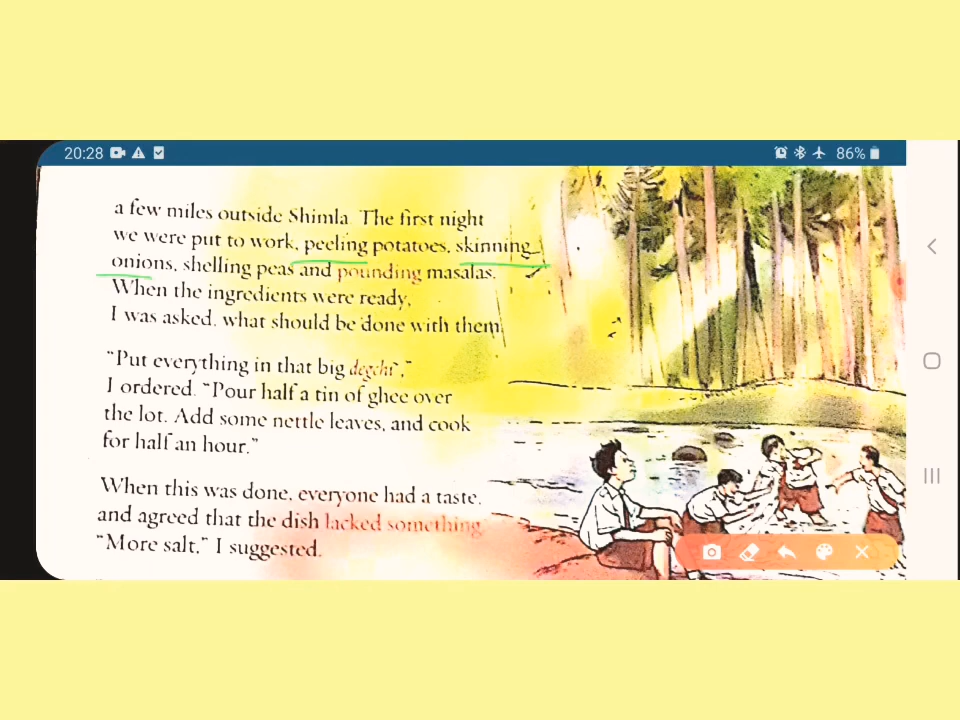 20:28
86%
a few miles outside Shimla. The first night
we were put to work, peeling potatoes, skinning
onions, shelling peas and pounding masalas.
When the ingredients were ready,
I was asked, what should be done with them.
"Put everything in that big degchi,"
I ordered. "Pour half a tin of ghee over
the lot. Add some nettle leaves, and cook
for half an hour."
When this was done, everyone had a taste,
and agreed that the dish lacked something.
"More salt," I suggested.